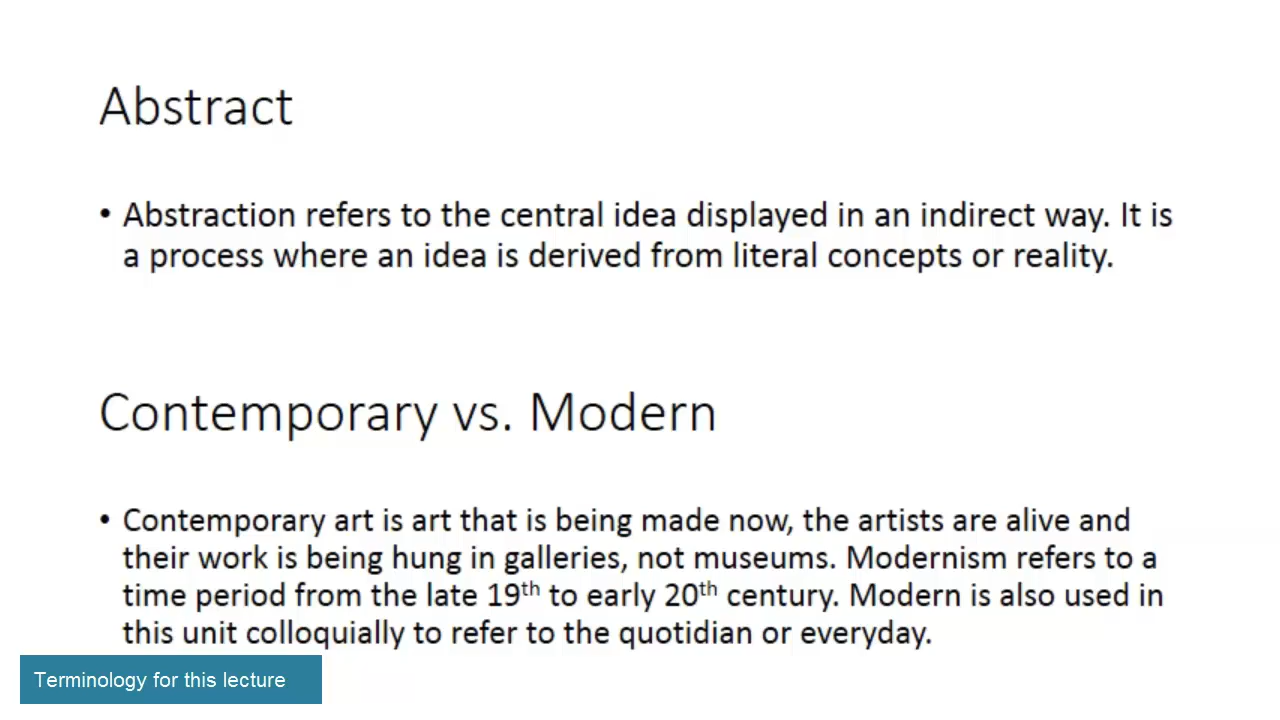 Abstract
• Abstraction refers to the central idea displayed in an indirect way. It is
a process where an idea is derived from literal concepts or reality.
Contemporary vs. Modern
• Contemporary art is art that is being made now, the artists are alive and
their work is being hung in galleries, not museums. Modernism refers to a
time period from the late 19th to early 20th century. Modern is also used in
this unit colloquially to refer to the quotidian or everyday.
Terminology for this lecture